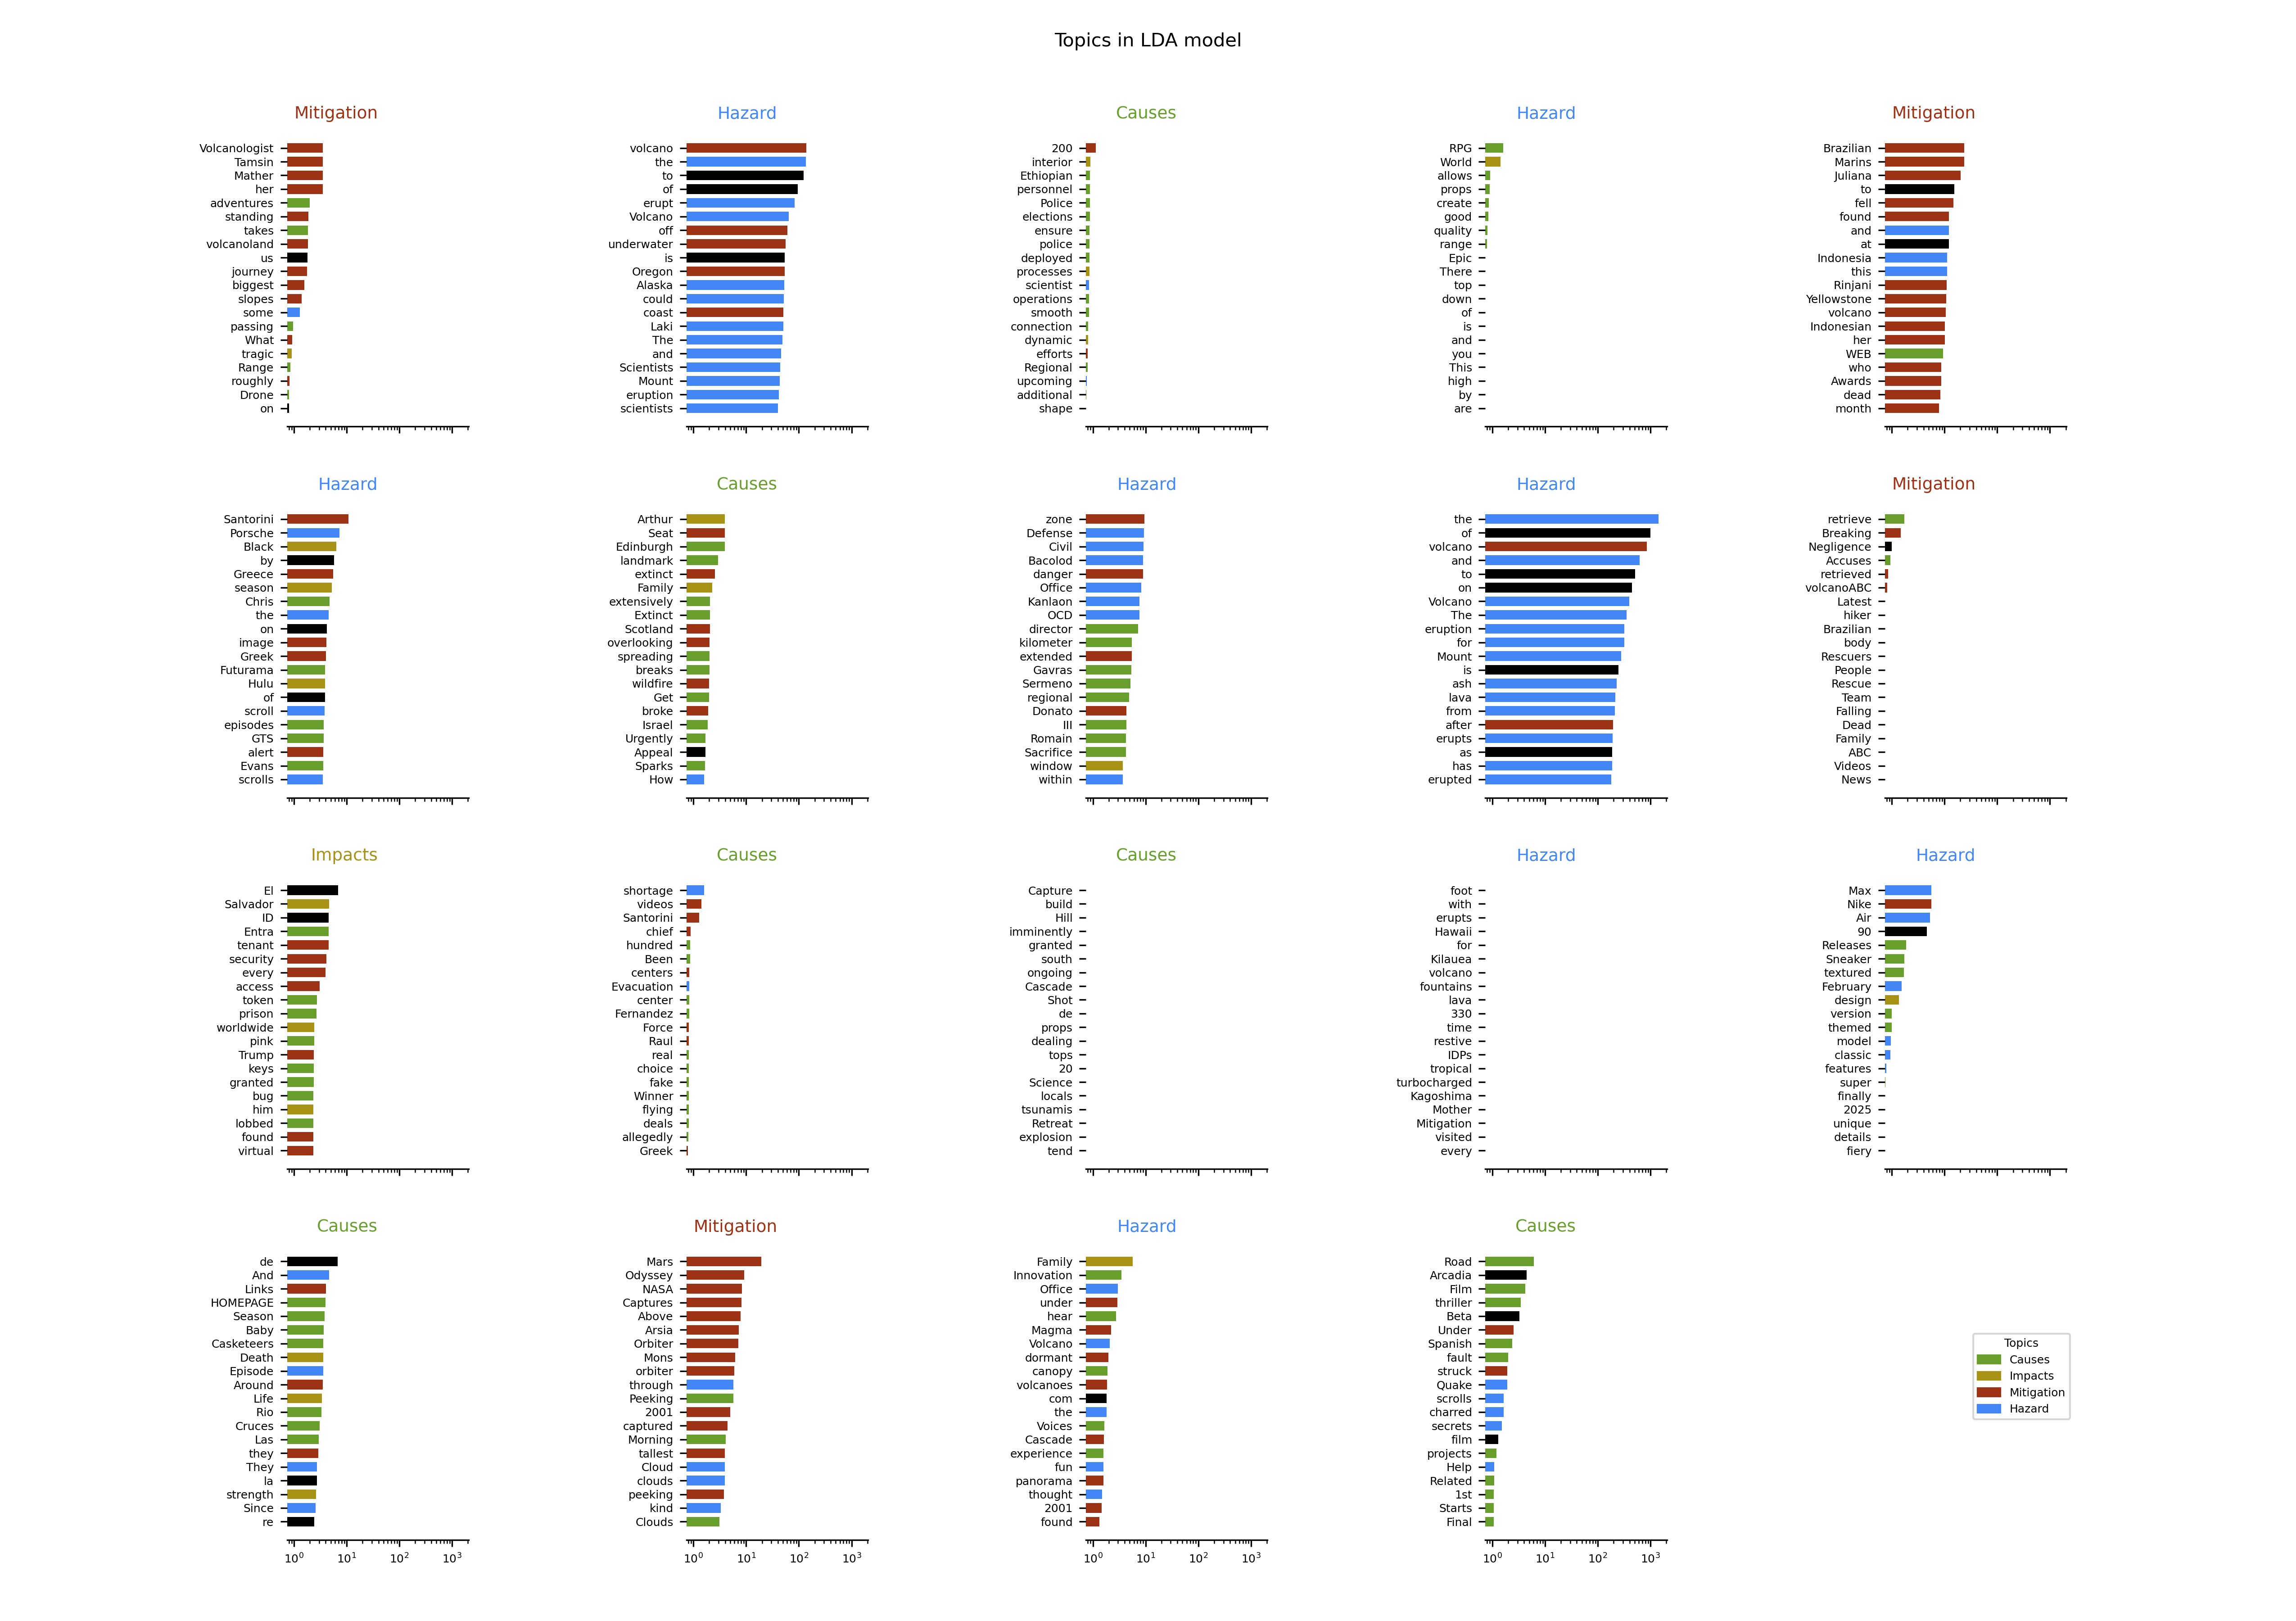 Topics in LDA model
Mitigation
Volcanologist
Tamsin
Mather
her
adventures
standing
takes
volcanoland
us
journey
biggest
slopes
some
passing
What
tragic
Range
roughly
Drone
on
Hazard
volcano
the
to
of
erupt
Volcano
off
underwater
is
Oregon
Alaska
could
coast
Laki
The
and
Scientists
Mount
eruption
scientists
Causes
200
interior
Ethiopian
personnel
Police
elections
ensure
police
deployed
processes
scientist
operations
smooth
connection
dynamic
efforts
Regional
upcoming
additional
shape
Hazard
RPG
World
allows
props
create
good
quality
range
Epic
There
top
down
of
is
and
you
This
high
by
are
Mitigation
Brazilian
Marins
Juliana
to
fell
found
and
at
Indonesia
this
Rinjani
Yellowstone
volcano
Indonesian
her
WEB
who
Awards
dead
month
Hazard
Santorini
Porsche
Black
by
Greece
season
Chris
the
on
image
Greek
Futurama
Hulu
of
scroll
episodes
GTS
alert
Evans
scrolls
Causes
Arthur
Seat
Edinburgh
landmark
extinct
Family
extensively
Extinct
Scotland
overlooking
spreading
breaks
wildfire
Get
broke
Israel
Urgently
Appeal
Sparks
How
Hazard
zone
Defense
Civil
Bacolod
danger
Office
Kanlaon
OCD
director
kilometer
extended
Gavras
Sermeno
regional
Donato
III
Romain
Sacrifice
window
within
Hazard
the
of
volcano
and
to
on
Volcano
The
eruption
for
Mount
is
ash
lava
from
after
erupts
as
has
erupted
Mitigation
retrieve
Breaking
Negligence
Accuses
retrieved
volcanoABC
Latest
hiker
Brazilian
body
Rescuers
People
Rescue
Team
Falling
Dead
Family
ABC
Videos
News
Impacts
El
Salvador
ID
Entra
tenant
security
every
access
token
prison
worldwide
pink
Trump
keys
granted
bug
him
lobbed
found
virtual
Causes
shortage
videos
Santorini
chief
hundred
Been
centers
Evacuation
center
Fernandez
Force
Raul
real
choice
fake
Winner
flying
deals
allegedly
Greek
Causes
Capture
build
Hill
imminently
granted
south
ongoing
Cascade
Shot
de
props
dealing
tops
20
Science
locals
tsunamis
Retreat
explosion
tend
Hazard
foot
with
erupts
Hawaii
for
Kilauea
volcano
fountains
lava
330
time
restive
IDPs
tropical
turbocharged
Kagoshima
Mother
Mitigation
visited
every
Hazard
Max
Nike
Air
90
Releases
Sneaker
textured
February
design
version
themed
model
classic
features
super
finally
2025
unique
details
fiery
Causes
de
And
Links
HOMEPAGE
Season
Baby
Casketeers
Death
Episode
Around
Life
Rio
Cruces
Las
they
They
la
strength
Since
re
10⁰ 10¹ 10² 10³
Mitigation
Mars
Odyssey
NASA
Captures
Above
Arsia
Orbiter
Mons
orbiter
through
Peeking
2001
captured
Morning
tallest
Cloud
clouds
peeking
kind
Clouds
10⁰ 10¹ 10² 10³
Hazard
Family
Innovation
Office
under
hear
Magma
Volcano
dormant
canopy
volcanoes
com
the
Voices
Cascade
experience
fun
panorama
thought
2001
found
10⁰ 10¹ 10² 10³
Causes
Road
Arcadia
Film
thriller
Beta
Under
Spanish
fault
struck
Quake
scrolls
charred
secrets
film
projects
Help
Related
1st
Starts
Final
10⁰ 10¹ 10² 10³
Topics
Causes
Impacts
Mitigation
Hazard